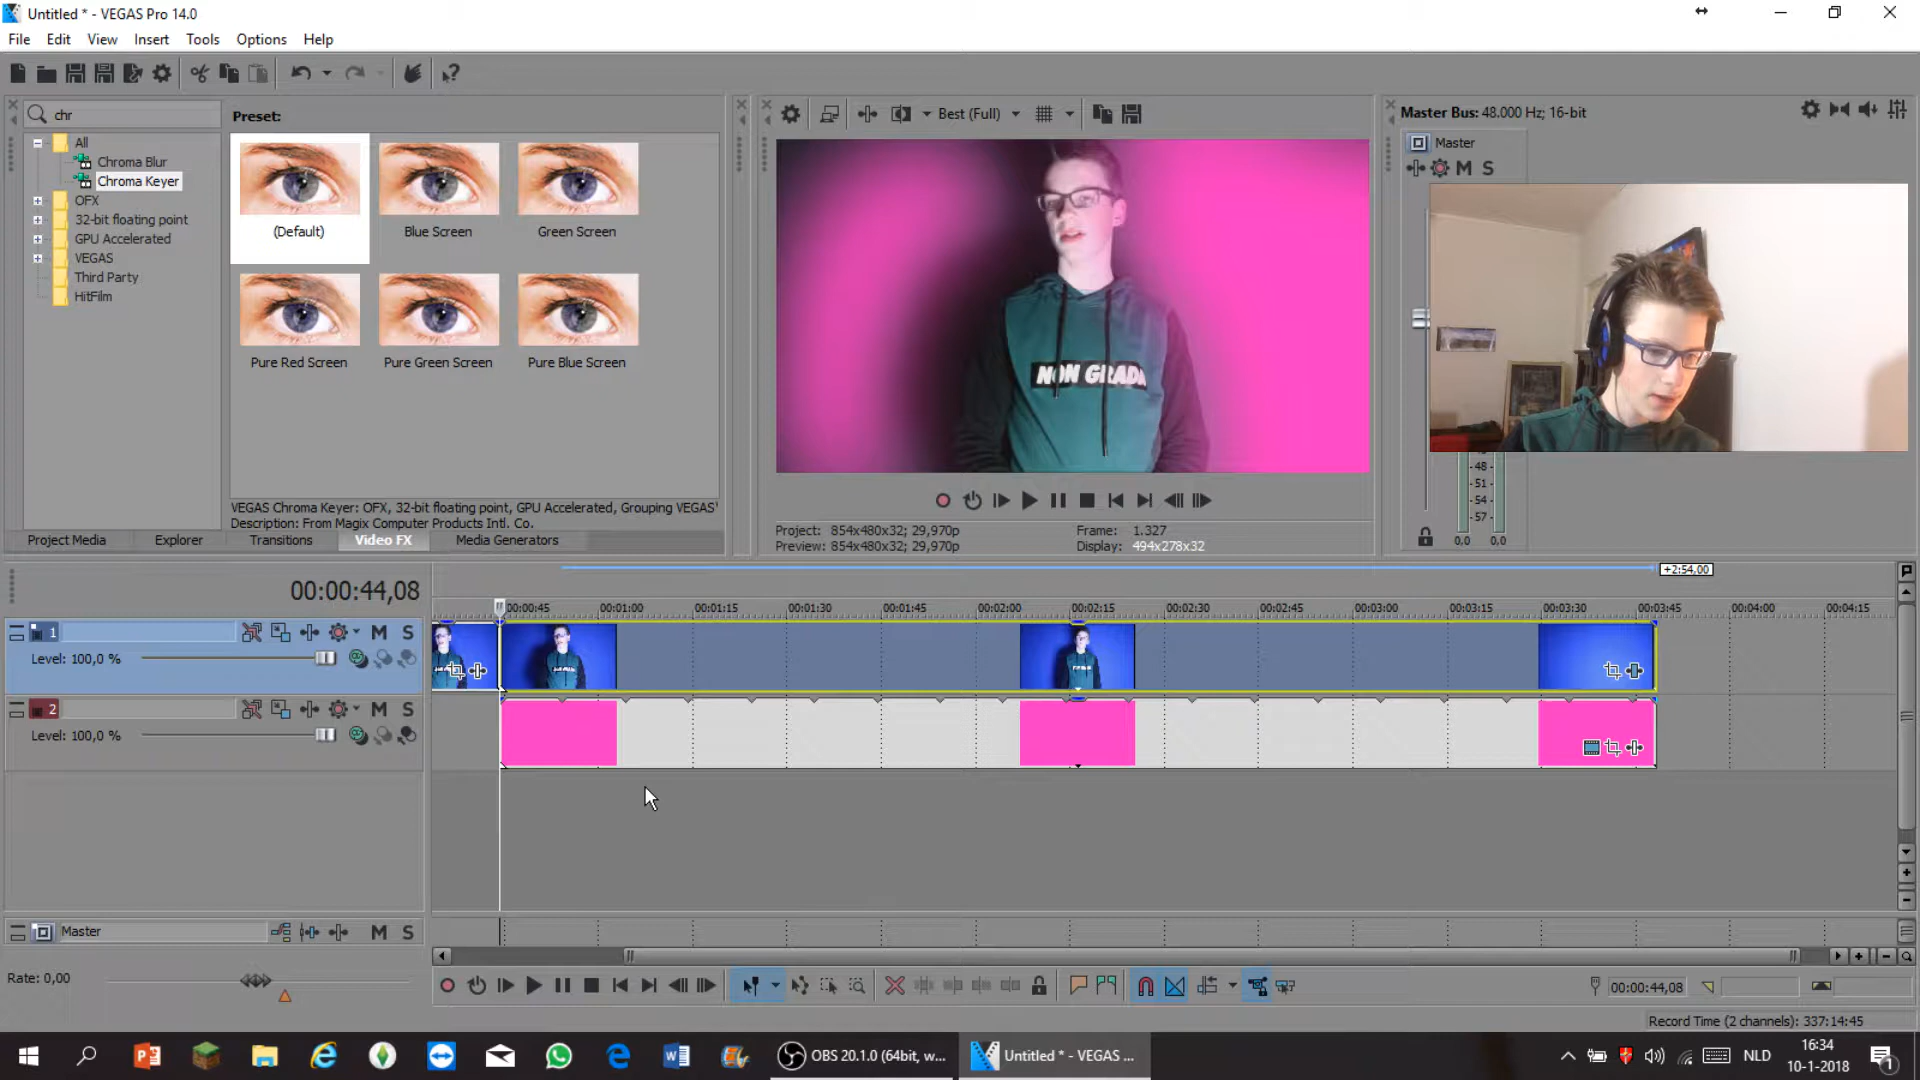 Untitled * - VEGAS Pro 14.0
File Edit View Insert Tools Options Help
chr
Preset:
All
Chroma Blur
Chroma Keyer
OFX
32-bit floating point
GPU Accelerated
VEGAS
Third Party
HitFilm
(Default) Blue Screen Green Screen
Pure Red Screen Pure Green Screen Pure Blue Screen
VEGAS Chroma Keyer: OFX, 32-bit floating point, GPU Accelerated, Grouping VEGAS\
Description: From Magix Computer Products Intl. Co.
Project Media Explorer Transitions Video FX Media Generators
Best (Full)
NON GRADA
Project: 854x480x32; 29,970p
Preview: 854x480x32; 29,970p
Frame: 1.327
Display: 494x278x32
Master Bus: 48.000 Hz; 16-bit
Master
M S
-48-
-51-
-54-
-57-
0,0 0,0
00:00:44,08
+2:54,00
00:00:45 00:01:00 00:01:15 00:01:30 00:01:45 00:02:00 00:02:15 00:02:30 00:02:45 00:03:00 00:03:15 00:03:30 00:03:45 00:04:00 00:04:15
1 M S
Level: 100,0 %
2 M S
Level: 100,0 %
Master M S
Rate: 0,00
00:00:44,08
Record Time (2 channels): 337:14:45
OBS 20.1.0 (64bit, w...
Untitled * - VEGAS ...
NLD
16:34
10-1-2018
1